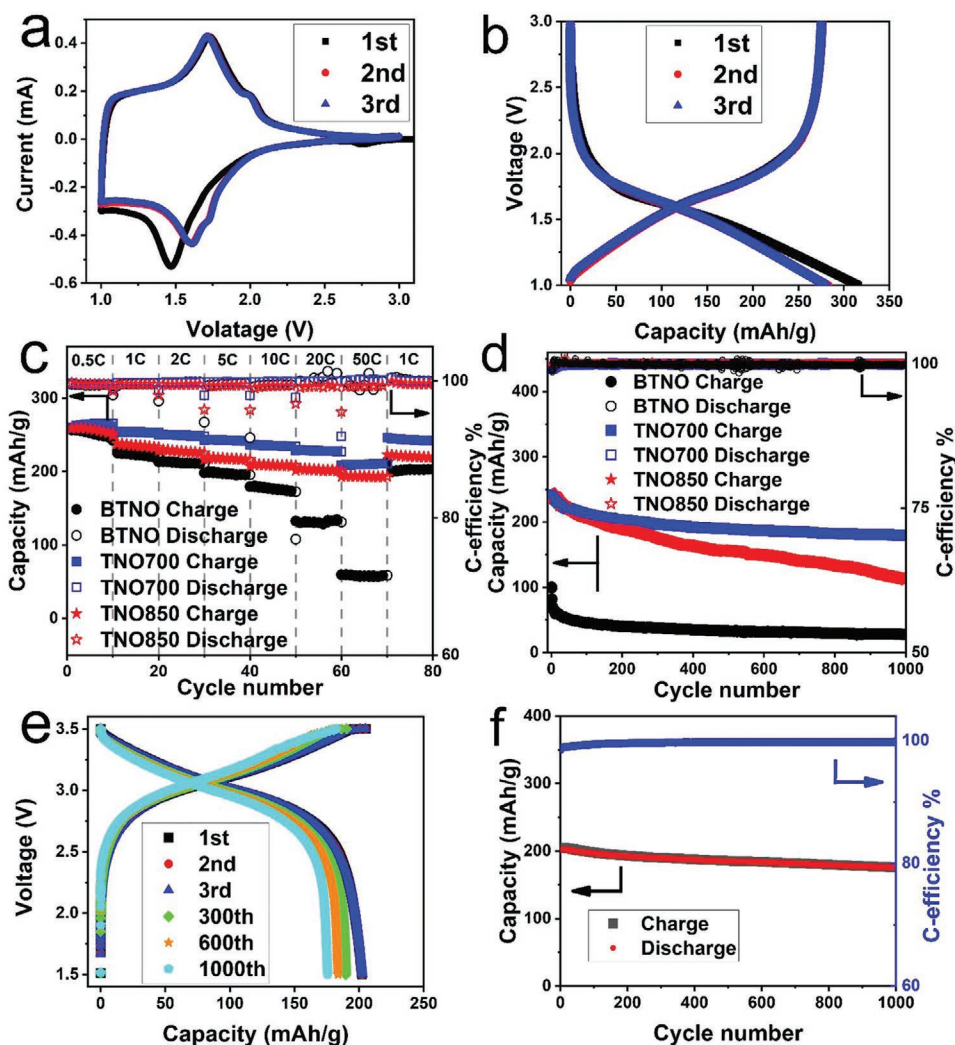 a
0.4
0.2
0.0
-0.2
-0.4
-0.6
Current (mA)
1st
2nd
3rd
1.0 1.5 2.0 2.5 3.0
Volatage (V)
b
3.0
2.5
2.0
1.5
1.0
Voltage (V)
1st
2nd
3rd
0 50 100 150 200 250 300 350
Capacity (mAh/g)
c
0.5C 1C 2C 5C 10C 20C 50C 1C
300
200
100
0
Capacity (mAh/g)
BTNO Charge
BTNO Discharge
TNO700 Charge
TNO700 Discharge
TNO850 Charge
TNO850 Discharge
100
80
60
C-efficiency %
0 10 20 30 40 50 60 70 80
Cycle number
d
400
300
200
100
0
Capacity (mAh/g)
BTNO Charge
BTNO Discharge
TNO700 Charge
TNO700 Discharge
TNO850 Charge
TNO850 Discharge
100
75
50
C-efficiency %
0 200 400 600 800 1000
Cycle number
e
3.5
3.0
2.5
2.0
1.5
Voltage (V)
1st
2nd
3rd
300th
600th
1000th
0 50 100 150 200 250
Capacity (mAh/g)
f
400
300
200
100
0
Capacity (mAh/g)
Charge
Discharge
100
80
60
C-efficiency %
0 200 400 600 800 1000
Cycle number